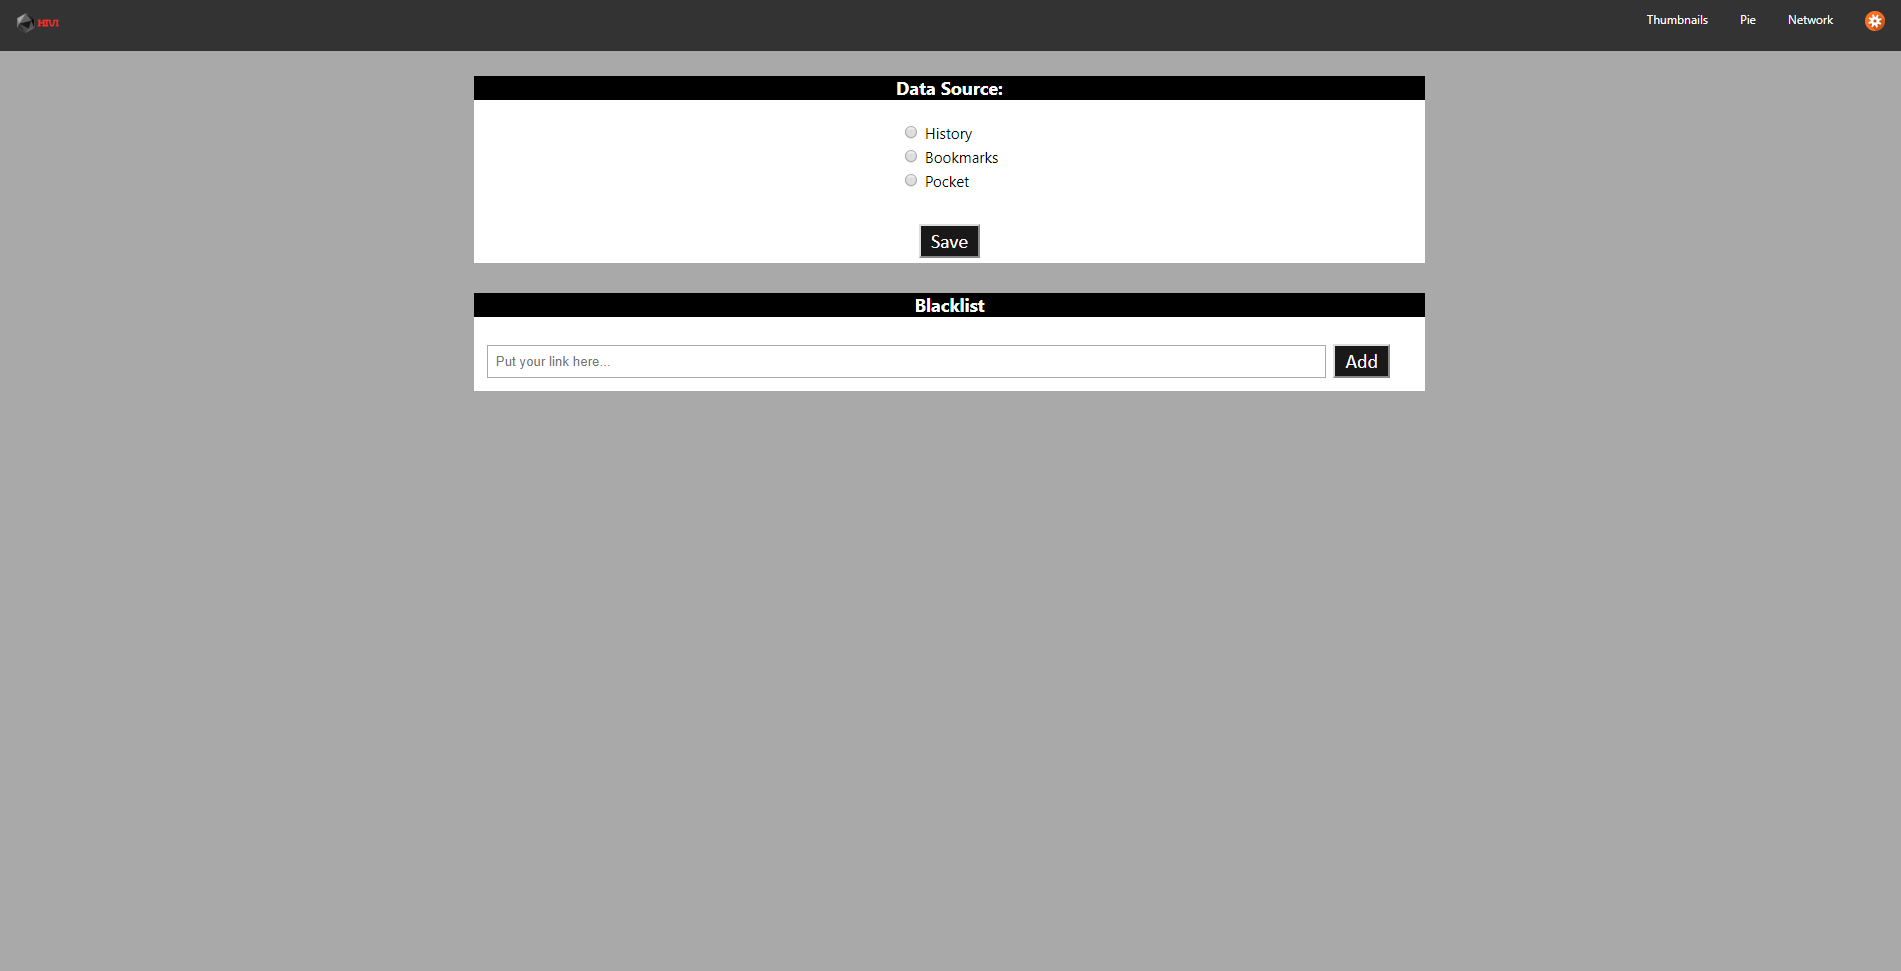 HIVI
Thumbnails Pie Network
Data Source:
History
Bookmarks
Pocket
Save
Blacklist
Put your link here... Add